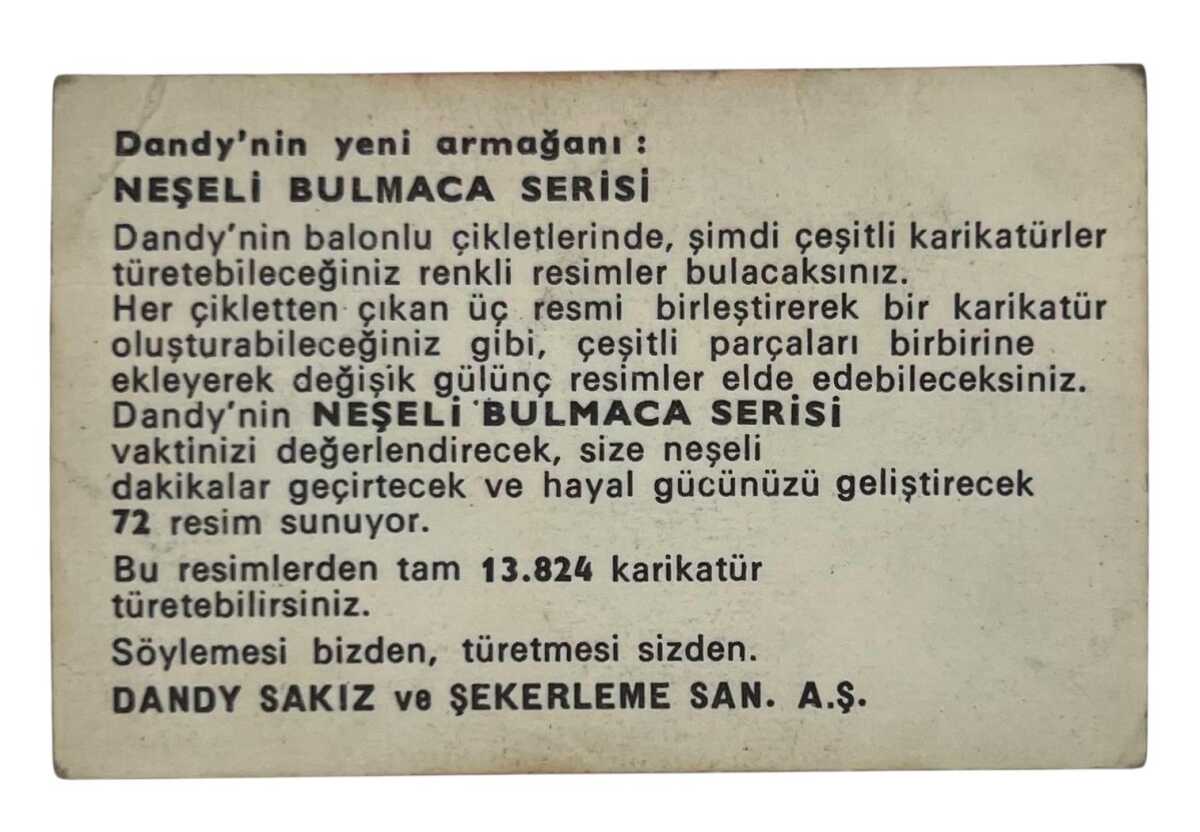 Dandy'nin yeni armağanı :
NEŞELİ BULMACA SERİSİ
Dandy'nin balonlu çikletlerinde, şimdi çeşitli karikatürler
türetebileceğiniz renkli resimler bulacaksınız.
Her çikletten çıkan üç resmi birleştirerek bir karikatür
oluşturabileceğiniz gibi, çeşitli parçaları birbirine
ekleyerek değişik gülünç resimler elde edebileceksiniz.
Dandy'nin NEŞELİ BULMACA SERİSİ
vaktinizi değerlendirecek, size neşeli
dakikalar geçirtecek ve hayal gücünüzü geliştirecek
72 resim sunuyor.
Bu resimlerden tam 13.824 karikatür
türetebilirsiniz.
Söylemesi bizden, türetmesi sizden.
DANDY SAKIZ ve ŞEKERLEME SAN. A.Ş.